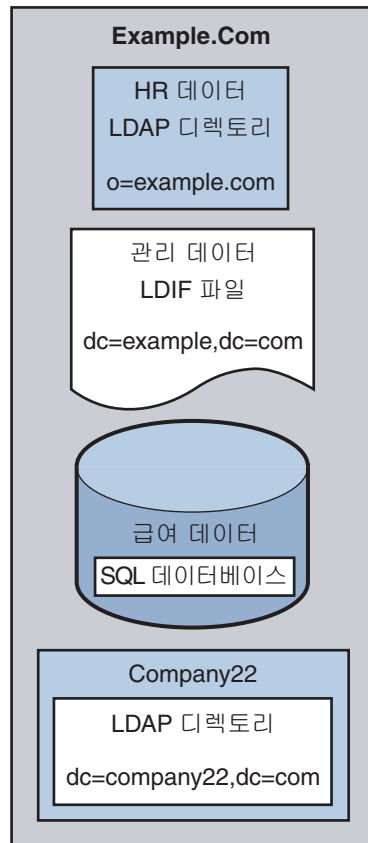 Example.Com
HR 데이터
LDAP 디렉토리
o=example.com
관리 데이터
LDIF 파일
dc=example,dc=com
급여 데이터
SQL 데이터베이스
Company22
LDAP 디렉토리
dc=company22,dc=com